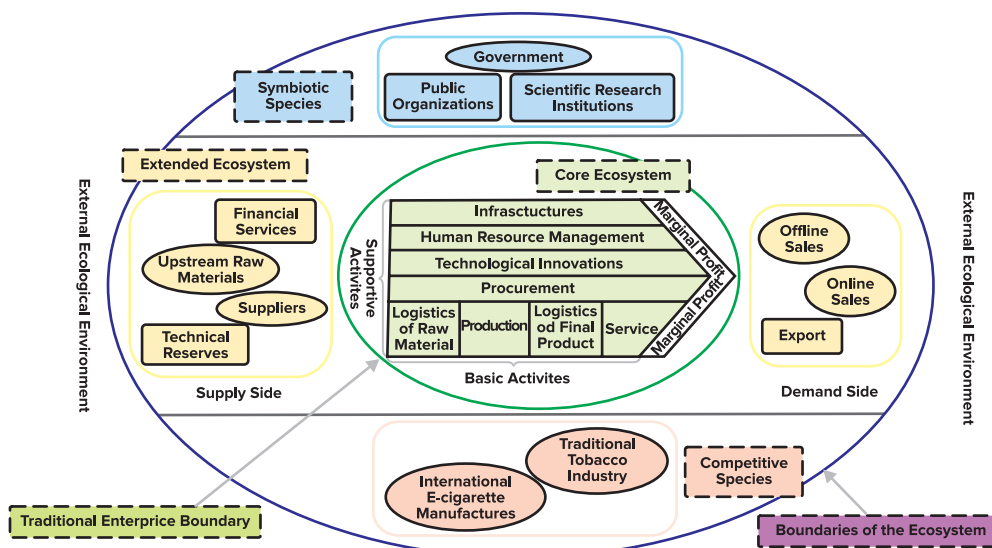 Government
Public
Organizations
Scientific Research
Institutions
Symbiotic
Species
Extended Ecosystem
Core Ecosystem
External Ecological Environment
Financial
Services
Upstream Raw
Materials
Suppliers
Technical
Reserves
Supply Side
Supportive
Activites
Infrasctuctures
Human Resource Management
Technological Innovations
Procurement
Logistics
of Raw
Material
Production
Logistics
od Final
Product
Service
Marginal Profit
Marginal Profit
Basic Activites
Offline
Sales
Online
Sales
Export
Demand Side
External Ecological Environment
Traditional
Tobacco
Industry
International
E-cigarette
Manufactures
Competitive
Species
Traditional Enterprice Boundary
Boundaries of the Ecosystem